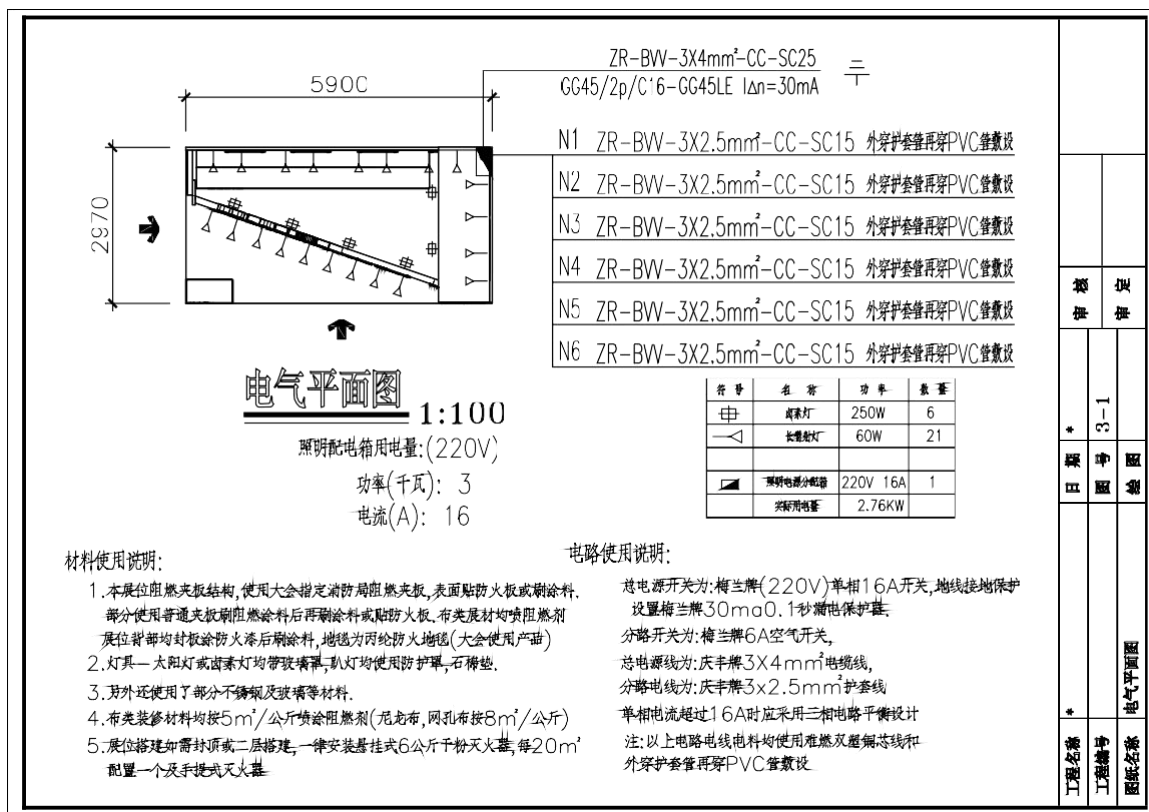 ZR-BVV-3X4mm²-CC-SC25
GG45/2p/C16-GG45LE I∆n=30mA
5900
2970
N1 ZR-BVV-3X2.5mm²-CC-SC15 外穿护套管再穿PVC管敷设
N2 ZR-BVV-3X2.5mm²-CC-SC15 外穿护套管再穿PVC管敷设
N3 ZR-BVV-3X2.5mm²-CC-SC15 外穿护套管再穿PVC管敷设
N4 ZR-BVV-3X2.5mm²-CC-SC15 外穿护套管再穿PVC管敷设
N5 ZR-BVV-3X2.5mm²-CC-SC15 外穿护套管再穿PVC管敷设
N6 ZR-BVV-3X2.5mm²-CC-SC15 外穿护套管再穿PVC管敷设
电气平面图 1:100
照明配电箱用电量:(220V)
功率(千瓦): 3
电流(A): 16
符号 名称 功率 数量
卤素灯 250W 6
长臂射灯 60W 21
照明电源分配箱 220V 16A 1
实际用电量 2.76KW
材料使用说明:
1.本展位阻燃夹板结构,使用大会指定消防局阻燃夹板,表面贴防火板或刷涂料.
部分使用普通夹板刷阻燃涂料后再刷涂料或贴防火板.布类展材均喷阻燃剂
展位背部均封板涂防火漆后刷涂料,地毯为丙纶防火地毯(大会使用产品)
2.灯具一太阳灯或卤素灯均带玻璃罩,趴灯均使用防护罩,石棉垫.
3.另外还使用了部分不锈钢及玻璃等材料.
4.布类装修材料均按5m²/公斤喷涂阻燃剂(尼龙布,网孔布按8m²/公斤)
5.展位搭建如需封顶或二层搭建,一律安装悬挂式6公斤干粉灭火器,每20m²
配置一个及手提式灭火器
电路使用说明:
总电源开关为:梅兰牌(220V)单相16A开关,地线接地保护
设置梅兰牌30ma0.1秒漏电保护器.
分路开关为:梅兰牌6A空气开关,
总电源线为:庆丰牌3X4mm²电缆线,
分路电线为:庆丰牌3x2.5mm²护套线
单相电流超过16A时应采用三相电路平衡设计
注:以上电路电线电料均使用难燃双塑铜芯线和
外穿护套管再穿PVC管敷设
审核
审定
日期 *
图号 3-1
绘图
工程名称 *
工程编号
图纸名称 电气平面图